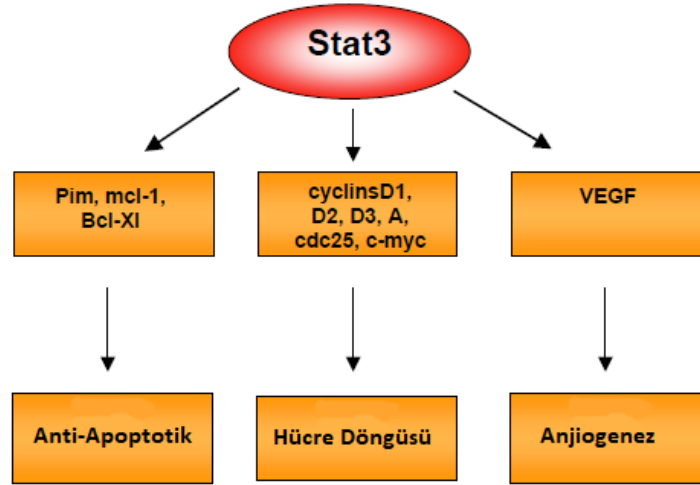 Stat3
Pim, mcl-1,
Bcl-Xl
cyclinsD1,
D2, D3, A,
cdc25, c-myc
VEGF
Anti-Apoptotik
Hücre Döngüsü
Anjiogenez